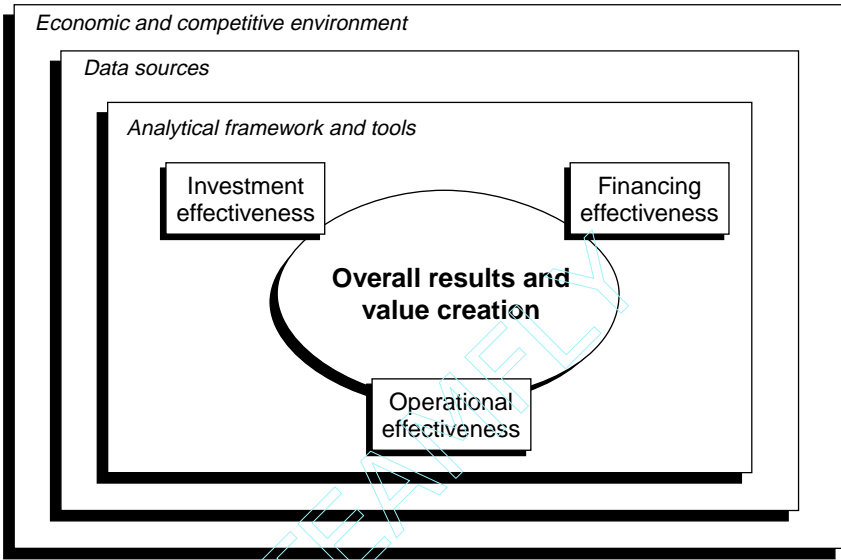 Economic and competitive environment
Data sources
Analytical framework and tools
Investment
effectiveness
Financing
effectiveness
Overall results and
value creation
Operational
effectiveness
TEAMFLY